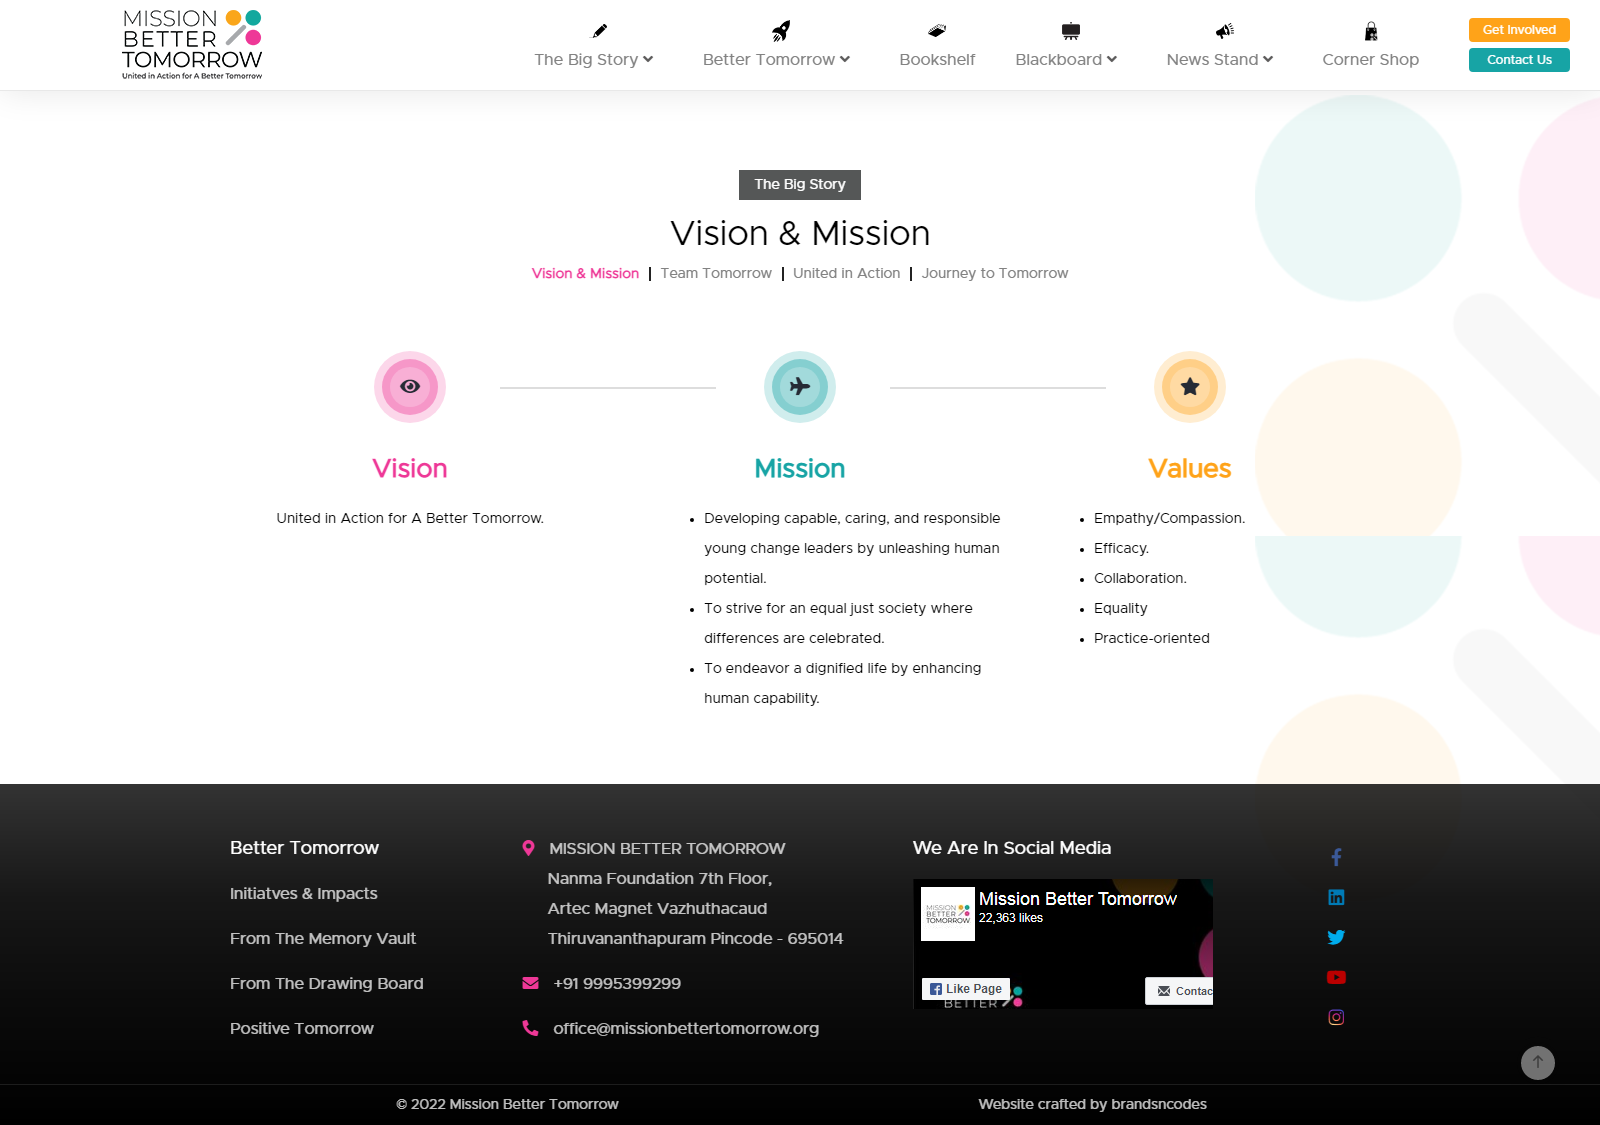 MISSION
BETTER
TOMORROW
United in Action for A Better Tomorrow
The Big Story
Better Tomorrow
Bookshelf
Blackboard
News Stand
Corner Shop
Get Involved
Contact Us
The Big Story
Vision & Mission
Vision & Mission | Team Tomorrow | United in Action | Journey to Tomorrow
Vision
United in Action for A Better Tomorrow.
Mission
• Developing capable, caring, and responsible
young change leaders by unleashing human
potential.
• To strive for an equal just society where
differences are celebrated.
• To endeavor a dignified life by enhancing
human capability.
Values
• Empathy/Compassion.
• Efficacy.
• Collaboration.
• Equality
• Practice-oriented
Better Tomorrow
Initiatves & Impacts
From The Memory Vault
From The Drawing Board
Positive Tomorrow
MISSION BETTER TOMORROW
Nanma Foundation 7th Floor,
Artec Magnet Vazhuthacaud
Thiruvananthapuram Pincode - 695014
+91 9995399299
office@missionbettertomorrow.org
We Are In Social Media
MISSION
BETTER
TOMORROW
Mission Better Tomorrow
22,363 likes
Like Page
Contac
BETTER
© 2022 Mission Better Tomorrow
Website crafted by brandsncodes